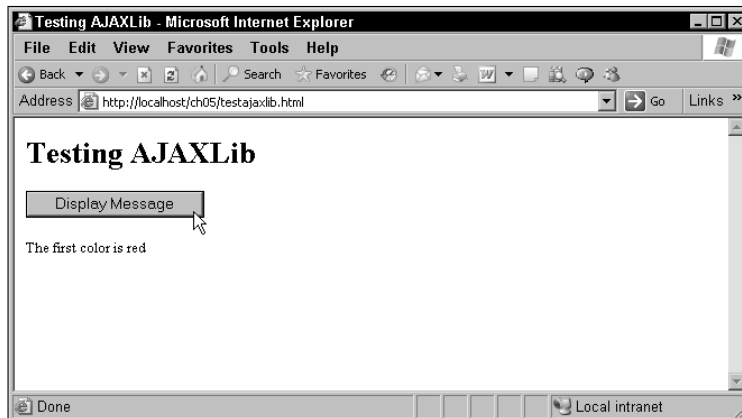 Testing AJAXLib - Microsoft Internet Explorer
File Edit View Favorites Tools Help
Back Search Favorites
Address http://localhost/ch05/testajaxlib.html Go Links »
Testing AJAXLib
Display Message
The first color is red
Done Local intranet